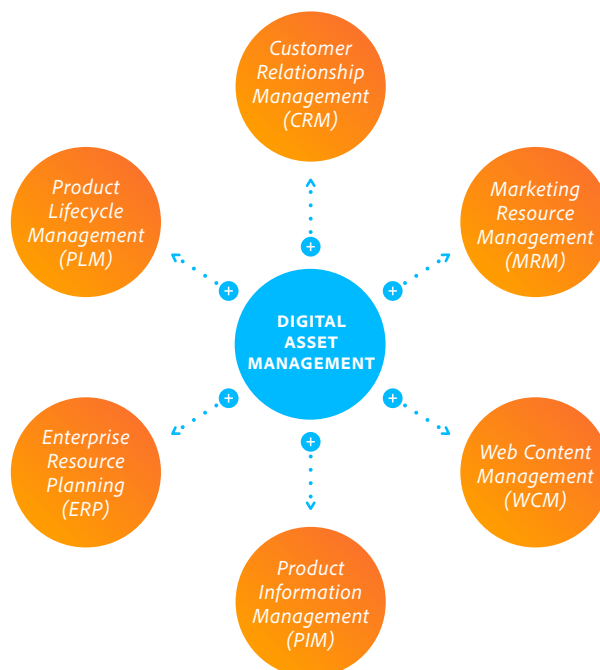 Customer
Relationship
Management
(CRM)
Product
Lifecycle
Management
(PLM)
Marketing
Resource
Management
(MRM)
+
+
+
DIGITAL
ASSET
MANAGEMENT
+
+
+
Enterprise
Resource
Planning
(ERP)
Web Content
Management
(WCM)
Product
Information
Management
(PIM)